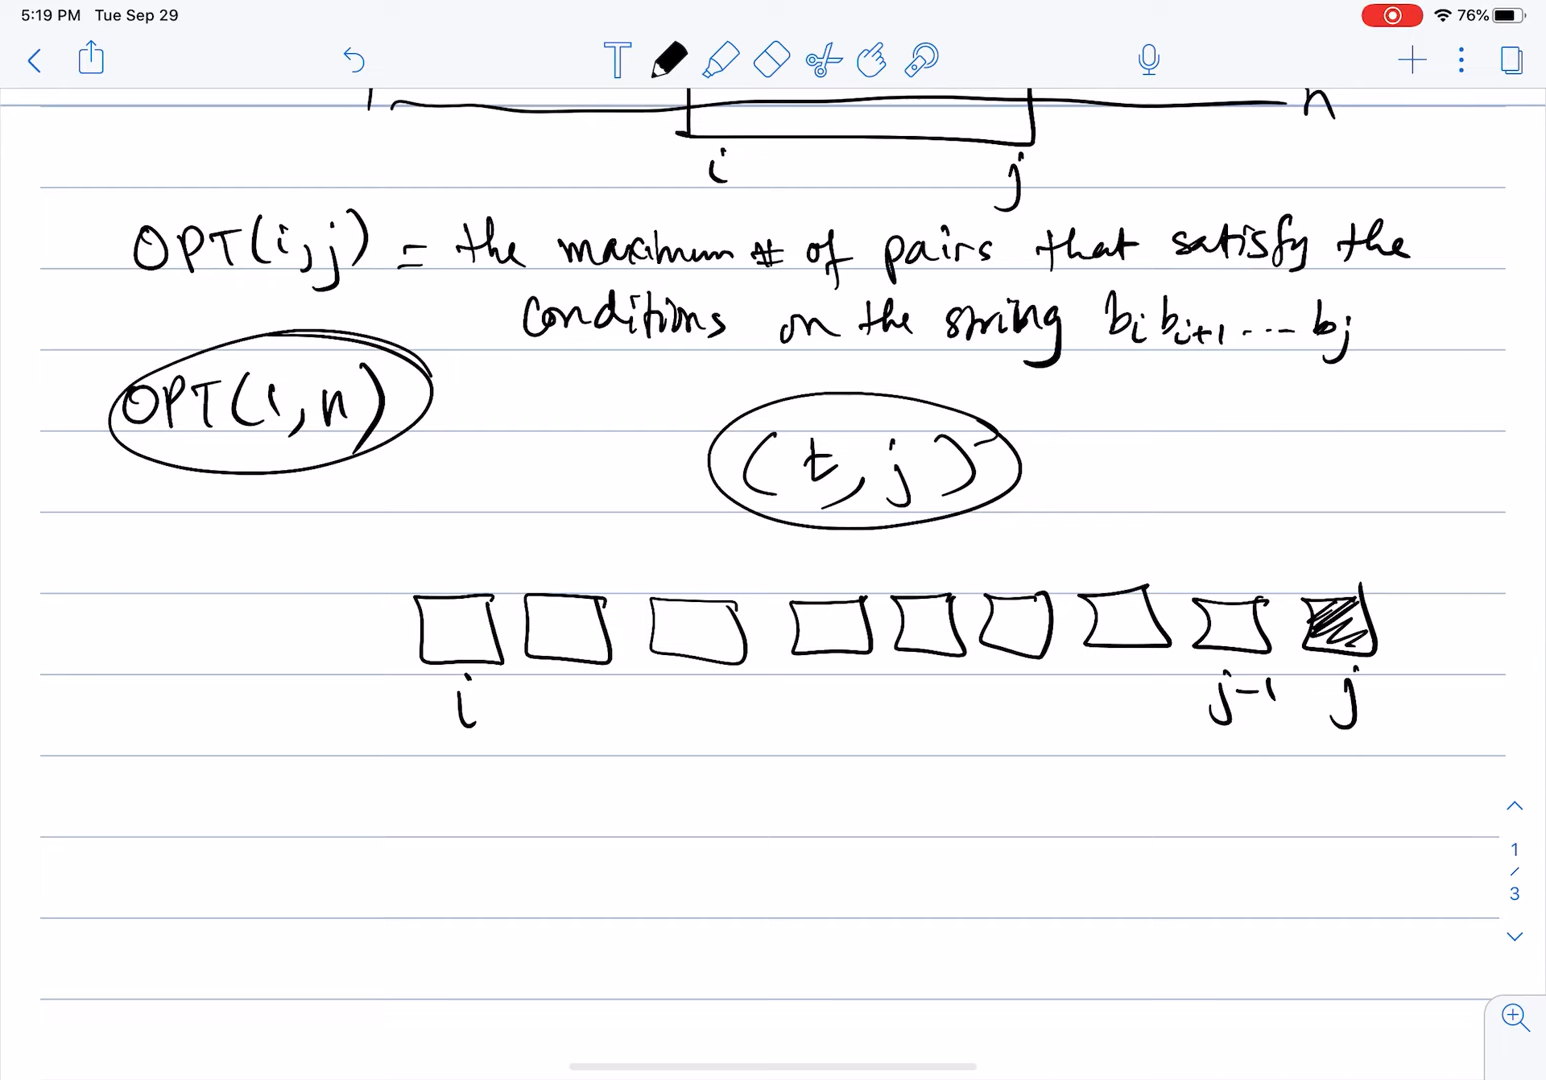 5:19 PM Tue Sep 29 76%
1 n
i j
OPT(i,j) = the maximum # of pairs that satisfy the
conditions on the string bᵢ bᵢ₊₁ .... bⱼ
OPT(1,n)
(t, j)
i j-1 j
1
/
3